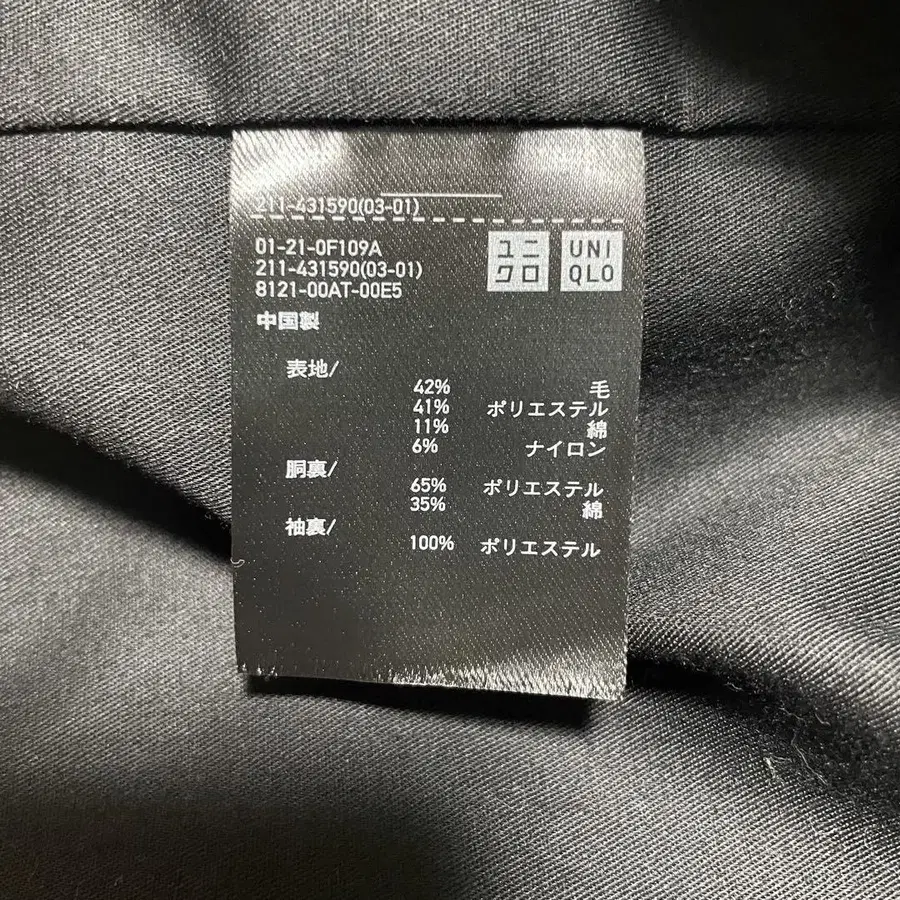 211-431590(03-01)
01-21-0F109A
211-431590(03-01)
8121-00AT-00E5
ユニ
クロ
UNI
QLO
中国製
表地/
42% 毛
41% ポリエステル
11% 綿
6% ナイロン
胴裏/
65% ポリエステル
35% 綿
袖裏/
100% ポリエステル